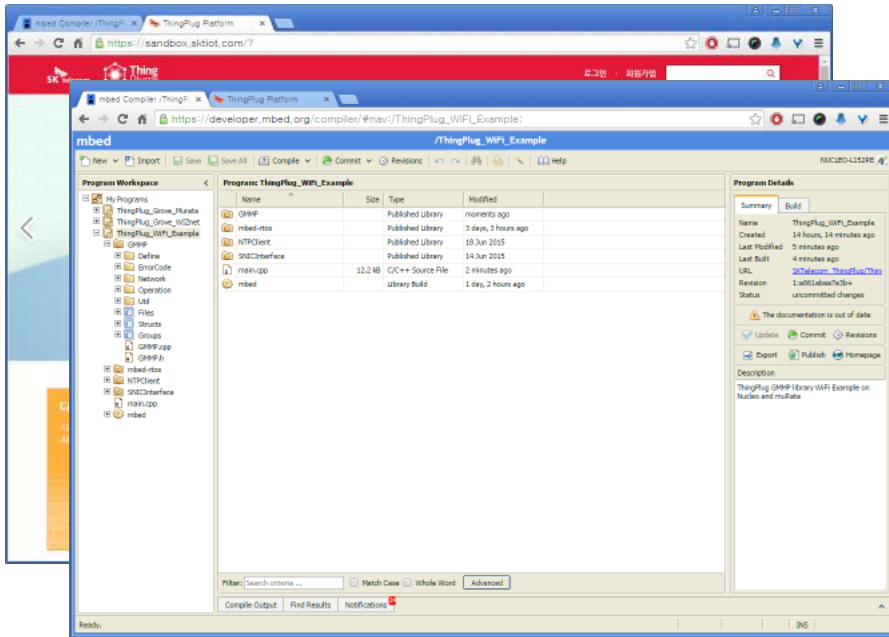 mbed Compiler /ThingPl
ThingPlug Platform
https://sandbox.sktiot.com/?
SK
Thing
로그인
회원가입
mbed Compiler /ThingPl
ThingPlug Platform
https://developer.mbed.org/compiler/#nav:/ThingPlug_WiFi_Example;
mbed
/ThingPlug_WiFi_Example
New Import Save Save All Compile Commit Revisions Help
NUCLEO-L152RE
Program Workspace
My Programs
ThingPlug_Grove_Murata
ThingPlug_Grove_WIZnet
ThingPlug_WiFi_Example
GMMP
Define
ErrorCode
Network
Operation
Util
Files
Structs
Groups
GMMP.cpp
GMMP.h
mbed-rtos
NTPClient
SNICInterface
main.cpp
mbed
Program: ThingPlug_WiFi_Example
Name Size Type Modified
GMMP Published Library moments ago
mbed-rtos Published Library 3 days, 3 hours ago
NTPClient Published Library 18 Jun 2015
SNICInterface Published Library 14 Jun 2015
main.cpp 12.2 kB C/C++ Source File 2 minutes ago
mbed Library Build 1 day, 2 hours ago
Filter: Search criteria ... Match Case Whole Word Advanced
Compile Output Find Results Notifications
Ready.
INS
Program Details
Summary Build
Name ThingPlug_WiFi_Example
Created 14 hours, 14 minutes ago
Last Modified 5 minutes ago
Last Built 4 minutes ago
URL SKTelecom_ThingPlug/Thin
Revision
Status uncommitted changes
The documentation is out of date
Update Commit Revisions
Export Publish Homepage
Description
ThingPlug GMMP library WiFi Example on
Nucleo and muRata